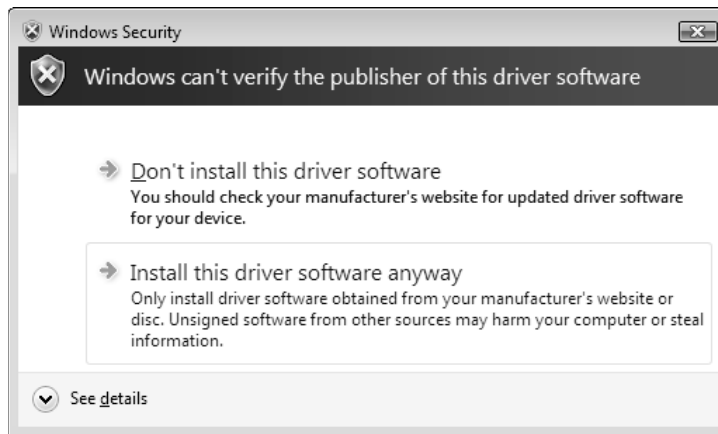 Windows Security
Windows can't verify the publisher of this driver software
Don't install this driver software
You should check your manufacturer's website for updated driver software
for your device.
Install this driver software anyway
Only install driver software obtained from your manufacturer's website or
disc. Unsigned software from other sources may harm your computer or steal
information.
See details